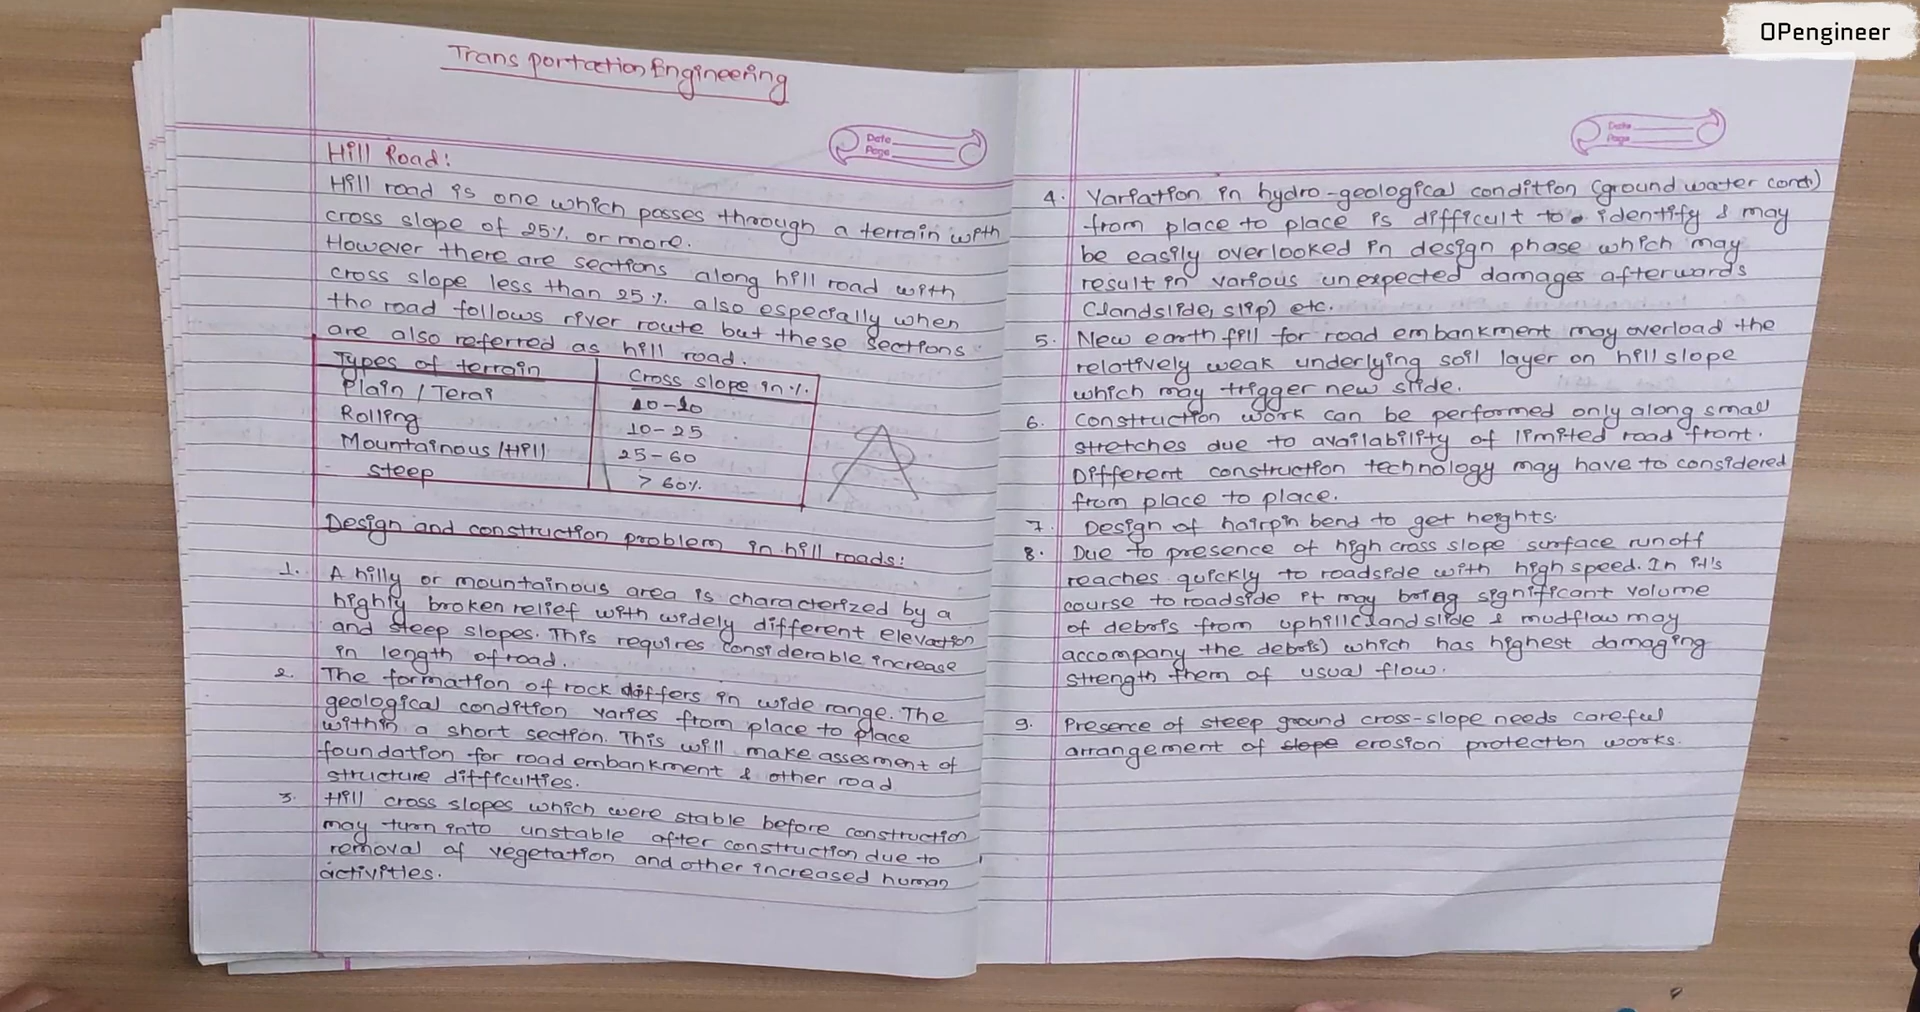 OPengineer
Transportation Engineering
Date
Page
Hill Road:
Hill road is one which passes through a terrain with
cross slope of 25% or more.
However there are sections along hill road with
cross slope less than 25% also especially when
the road follows river route but these sections
are also referred as hill road.
Types of terrain Cross slope in %.
Plain / Terai 10-10
Rolling 10-25
Mountainous /Hill 25-60
steep > 60%.
Design and construction problem in hill roads:
1. A hilly or mountainous area is characterized by a
highly broken relief with widely different elevation
and steep slopes. This requires considerable increase
in length of road.
2. The formation of rock differs in wide range. The
geological condition varies from place to place
within a short section. This will make assesment of
foundation for road embankment & other road
structure difficulties.
3. Hill cross slopes which were stable before construction
may turn into unstable after construction due to
removal of vegetation and other increased human
activities.
Date
Page
4. Variation in hydro-geological condition (ground water cond)
from place to place is difficult to identify & may
be easily overlooked in design phase which may
result in various unexpected damages afterwards
(landslide, slip) etc.
5. New earth fill for road embankment may overload the
relatively weak underlying soil layer on hill slope
which may trigger new slide.
6. Construction work can be performed only along small
stretches due to availability of limited road front.
Different construction technology may have to considered
from place to place.
7. Design of hairpin bend to get heights.
8. Due to presence of high cross slope surface runoff
reaches quickly to roadside with high speed. In it's
course to roadside it may bring significant volume
of debris from uphill (landslide & mudflow may
accompany the debris) which has highest damaging
strength them of usual flow.
9. Presence of steep ground cross-slope needs careful
arrangement of slope erosion protection works.